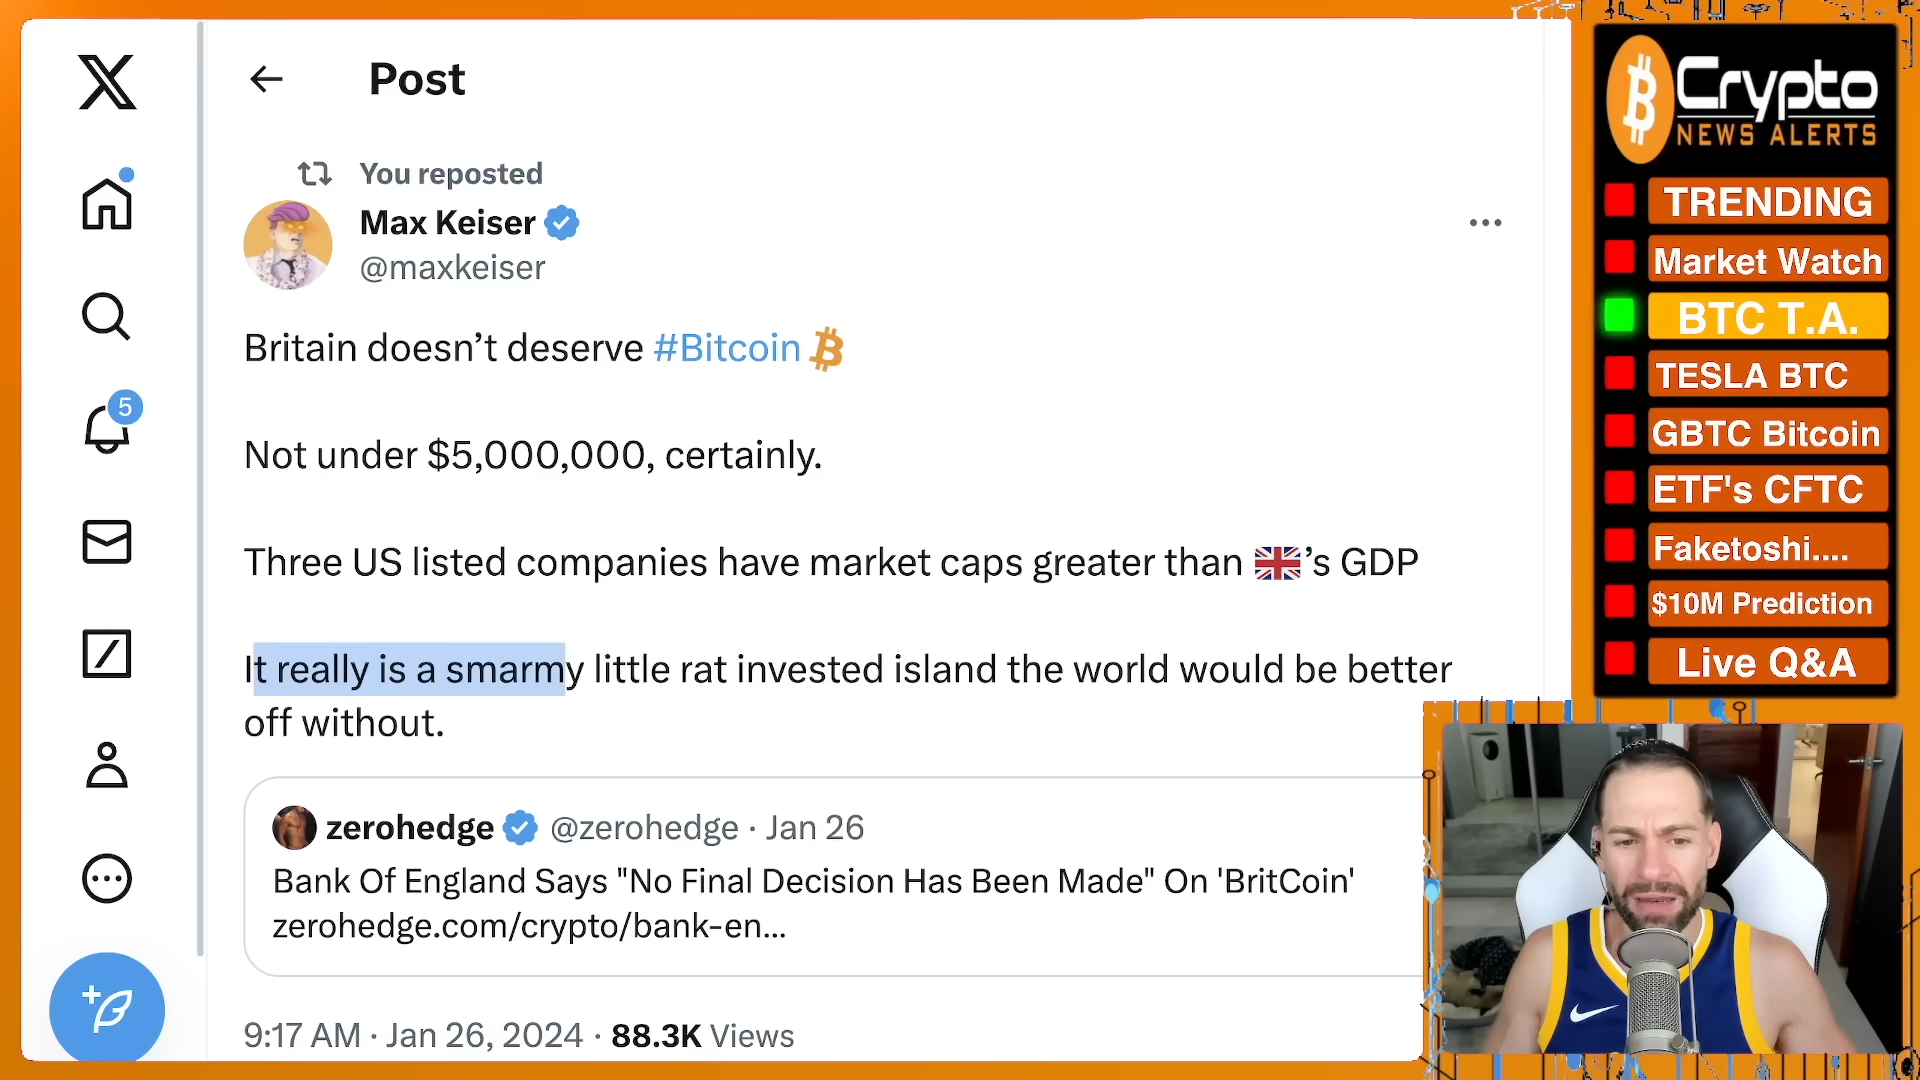 Post
You reposted
Max Keiser
@maxkeiser
Britain doesn’t deserve #Bitcoin
Not under $5,000,000, certainly.
Three US listed companies have market caps greater than 🇬🇧’s GDP
It really is a smarmy little rat invested island the world would be better
off without.
zerohedge @zerohedge · Jan 26
Bank Of England Says "No Final Decision Has Been Made" On 'BritCoin'
zerohedge.com/crypto/bank-en...
9:17 AM · Jan 26, 2024 · 88.3K Views
5
Crypto
NEWS ALERTS
TRENDING
Market Watch
BTC T.A.
TESLA BTC
GBTC Bitcoin
ETF's CFTC
Faketoshi....
$10M Prediction
Live Q&A